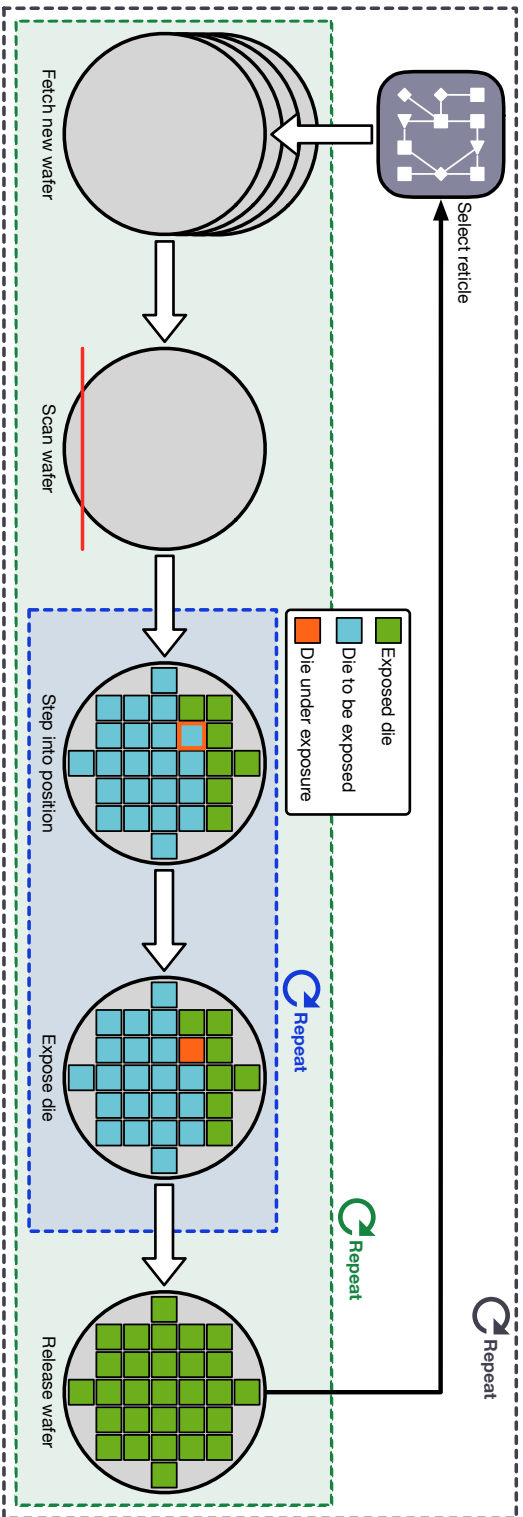 Select reticle
Repeat
Repeat
Exposed die
Die to be exposed
Die under exposure
Repeat
Fetch new wafer
Scan wafer
Step into position
Expose die
Release wafer